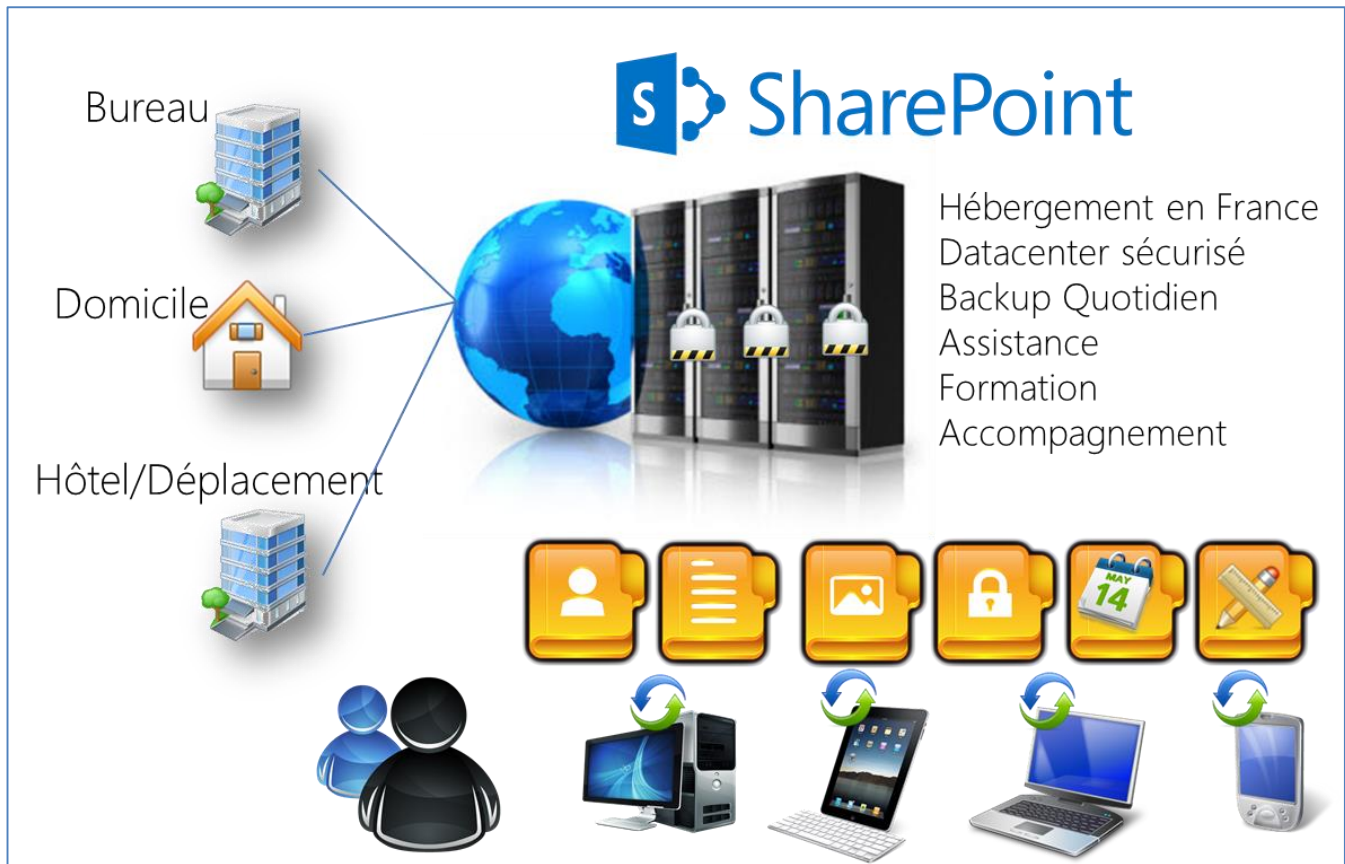 SharePoint
Bureau
Domicile
Hôtel/Déplacement
Hébergement en France
Datacenter sécurisé
Backup Quotidien
Assistance
Formation
Accompagnement
S
MAY
14